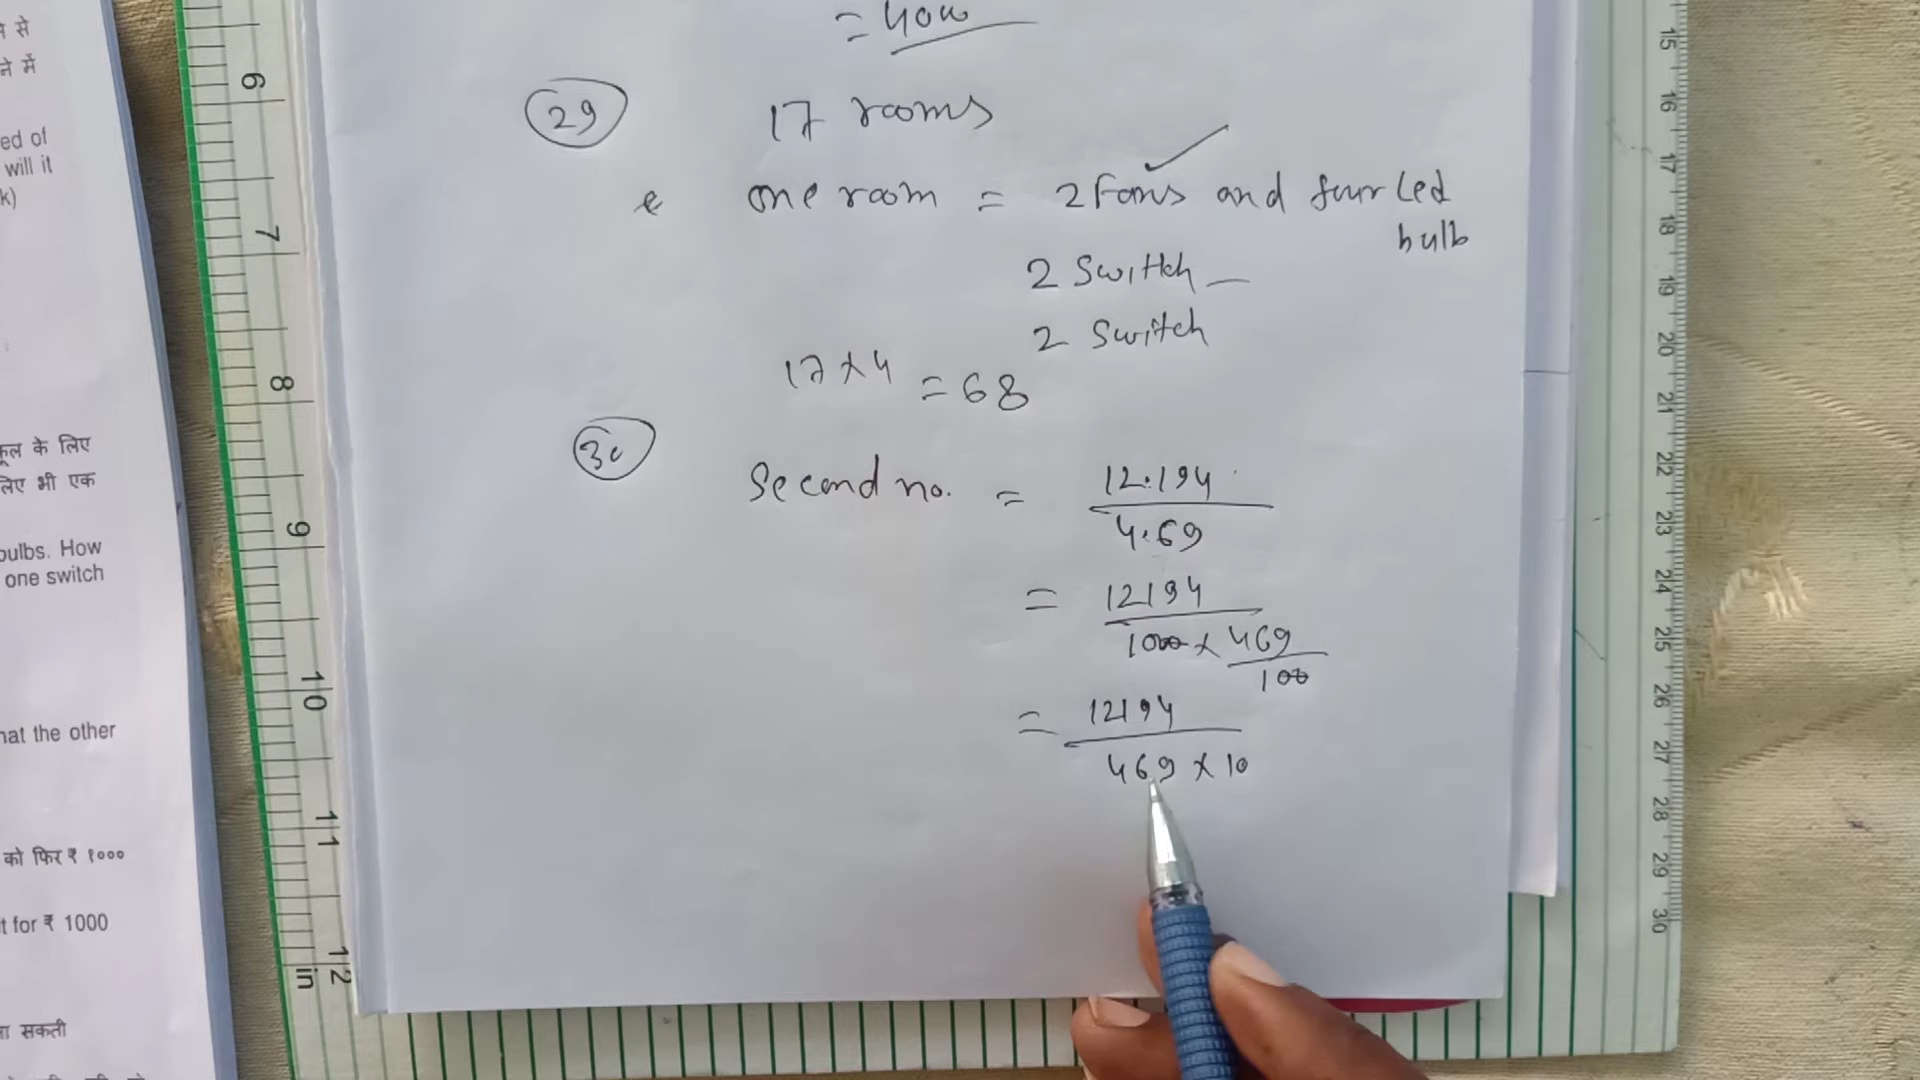 से
ने में
ed of
will it
k)
कूल के लिए
लिए भी एक
bulbs. How
one switch
hat the other
को फिर ₹ १०००
t for ₹ 1000
सकती
= 400
29
17 rooms
one room = 2 Fans and four Led
bulb
2 Switch
2 Switch
17 x 4 = 68
30
Second no. = 12.194
4.69
= 12194
1000 x 469
100
= 12194
469 x 10
6
7
8
9
10
11
12
in
15
16
17
18
19
20
21
22
23
24
25
26
27
28
29
30